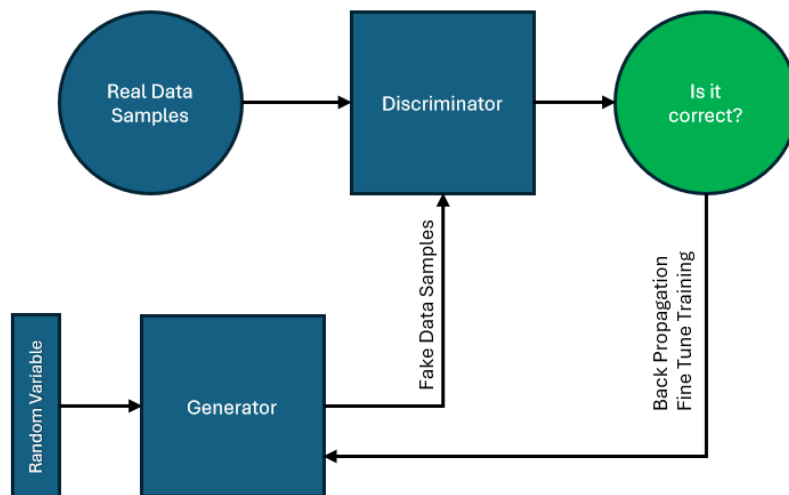 Real Data
Samples
Discriminator
Is it
correct?
Fake Data Samples
Back Propagation
Fine Tune Training
Random Variable
Generator